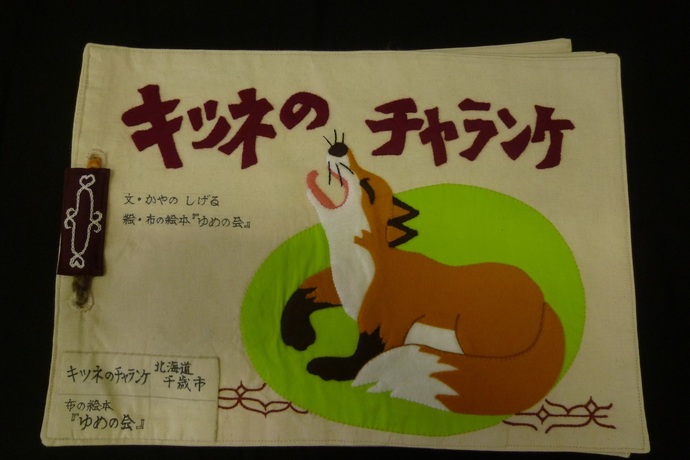 キツネの チャランケ
文・かやの しげる
絵・布の絵本『ゆめの会』
キツネのチャランケ 北海道
千歳市
布の絵本
『ゆめの会』